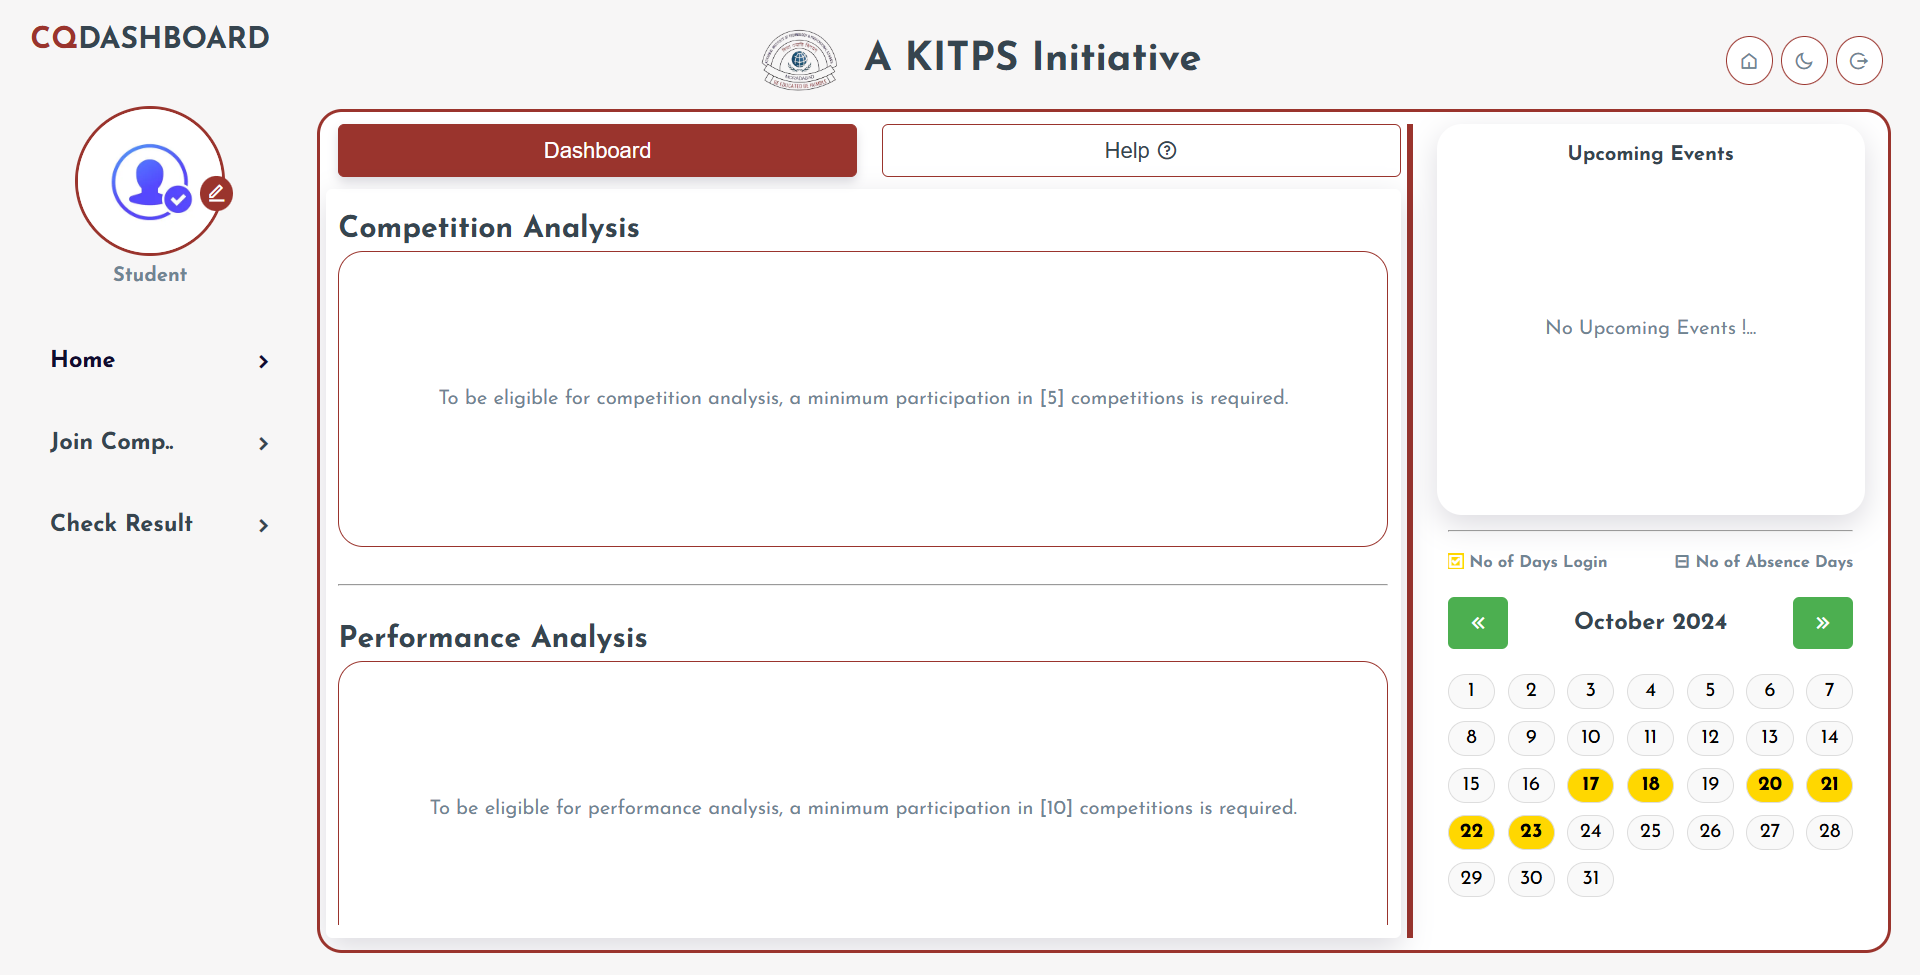 CQDASHBOARD
A KITPS Initiative
Student
Home
Join Comp..
Check Result
Dashboard
Help
Competition Analysis
To be eligible for competition analysis, a minimum participation in [5] competitions is required.
Performance Analysis
To be eligible for performance analysis, a minimum participation in [10] competitions is required.
Upcoming Events
No Upcoming Events !...
No of Days Login
No of Absence Days
« October 2024 »
1 2 3 4 5 6 7
8 9 10 11 12 13 14
15 16 17 18 19 20 21
22 23 24 25 26 27 28
29 30 31